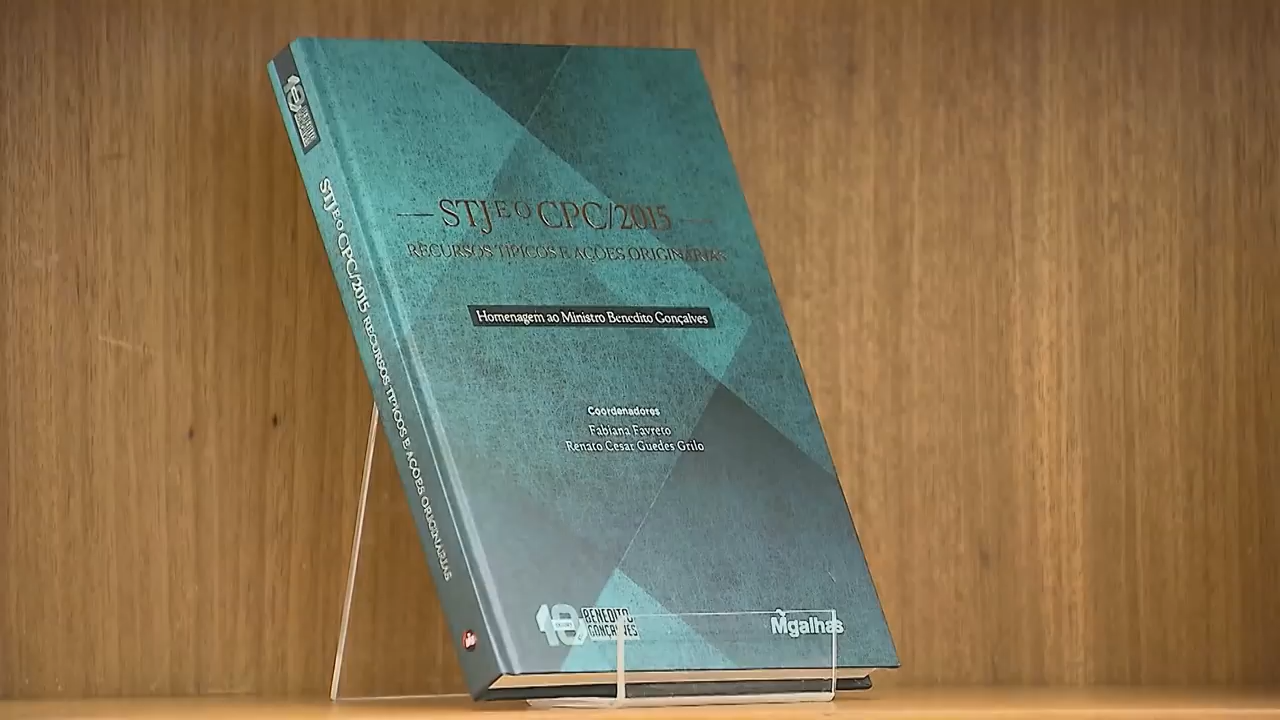 STJ E O CPC/2015
RECURSOS TÍPICOS E AÇÕES ORIGINÁRIAS
Homenagem ao Ministro Benedito Gonçalves
Coordenadores
Fabiana Favreto
Renato Cesar Guedes Grilo
10 BENEDITO
GONÇALVES
Migalhas
STJ E O CPC/2015 RECURSOS TÍPICOS E AÇÕES ORIGINÁRIAS